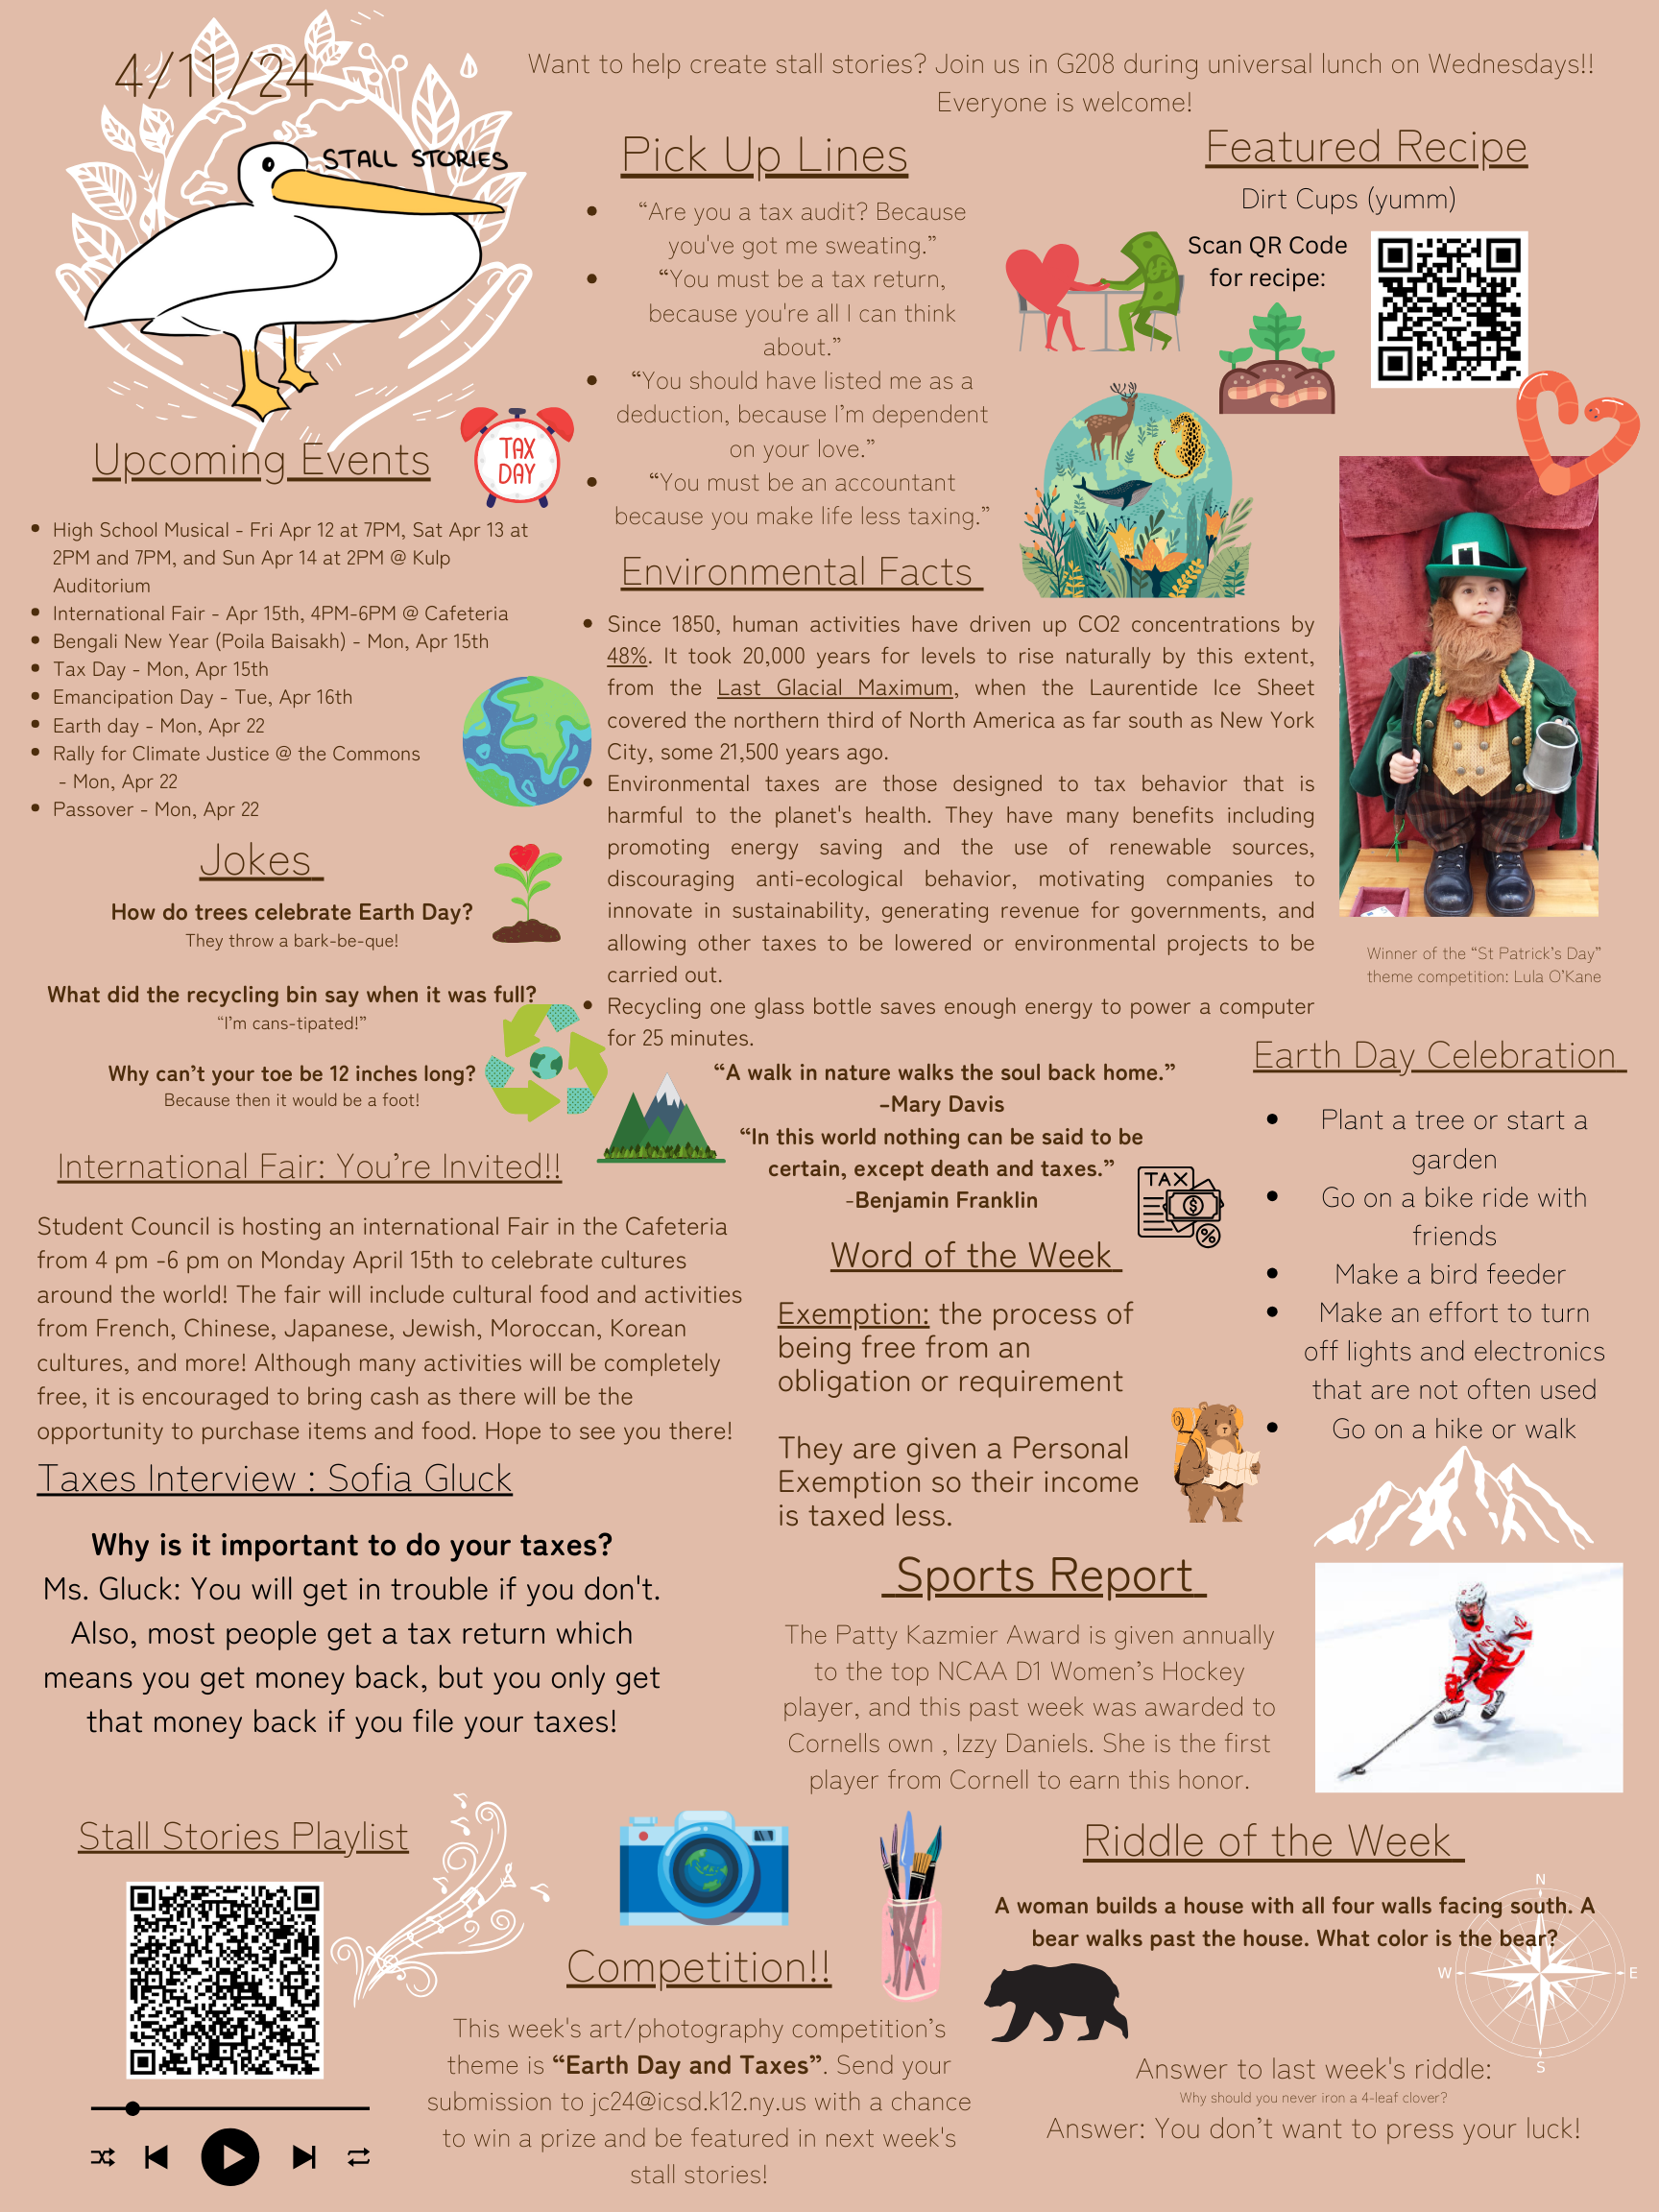 4/11/24
STALL STORIES
Want to help create stall stories? Join us in G208 during universal lunch on Wednesdays!!
Everyone is welcome!
Pick Up Lines
“Are you a tax audit? Because
you've got me sweating.”
“You must be a tax return,
because you're all I can think
about.”
“You should have listed me as a
deduction, because I’m dependent
on your love.”
“You must be an accountant
because you make life less taxing.”
Featured Recipe
Dirt Cups (yumm)
Scan QR Code
for recipe:
TAX
DAY
Upcoming Events
High School Musical - Fri Apr 12 at 7PM, Sat Apr 13 at
2PM and 7PM, and Sun Apr 14 at 2PM @ Kulp
Auditorium
International Fair - Apr 15th, 4PM-6PM @ Cafeteria
Bengali New Year (Poila Baisakh) - Mon, Apr 15th
Tax Day - Mon, Apr 15th
Emancipation Day - Tue, Apr 16th
Earth day - Mon, Apr 22
Rally for Climate Justice @ the Commons
- Mon, Apr 22
Passover - Mon, Apr 22
Environmental Facts
Since 1850, human activities have driven up CO2 concentrations by
48%. It took 20,000 years for levels to rise naturally by this extent,
from the Last Glacial Maximum, when the Laurentide Ice Sheet
covered the northern third of North America as far south as New York
City, some 21,500 years ago.
Environmental taxes are those designed to tax behavior that is
harmful to the planet's health. They have many benefits including
promoting energy saving and the use of renewable sources,
discouraging anti-ecological behavior, motivating companies to
innovate in sustainability, generating revenue for governments, and
allowing other taxes to be lowered or environmental projects to be
carried out.
Recycling one glass bottle saves enough energy to power a computer
for 25 minutes.
Winner of the “St Patrick’s Day”
theme competition: Lula O’Kane
Jokes
How do trees celebrate Earth Day?
They throw a bark-be-que!
What did the recycling bin say when it was full?
“I’m cans-tipated!”
Why can’t your toe be 12 inches long?
Because then it would be a foot!
“A walk in nature walks the soul back home.”
–Mary Davis
“In this world nothing can be said to be
certain, except death and taxes.”
-Benjamin Franklin
TAX
Earth Day Celebration
Plant a tree or start a
garden
Go on a bike ride with
friends
Make a bird feeder
Make an effort to turn
off lights and electronics
that are not often used
Go on a hike or walk
International Fair: You’re Invited!!
Student Council is hosting an international Fair in the Cafeteria
from 4 pm -6 pm on Monday April 15th to celebrate cultures
around the world! The fair will include cultural food and activities
from French, Chinese, Japanese, Jewish, Moroccan, Korean
cultures, and more! Although many activities will be completely
free, it is encouraged to bring cash as there will be the
opportunity to purchase items and food. Hope to see you there!
Word of the Week
Exemption: the process of
being free from an
obligation or requirement
They are given a Personal
Exemption so their income
is taxed less.
Taxes Interview : Sofia Gluck
Why is it important to do your taxes?
Ms. Gluck: You will get in trouble if you don't.
Also, most people get a tax return which
means you get money back, but you only get
that money back if you file your taxes!
Sports Report
The Patty Kazmier Award is given annually
to the top NCAA D1 Women’s Hockey
player, and this past week was awarded to
Cornells own , Izzy Daniels. She is the first
player from Cornell to earn this honor.
Stall Stories Playlist
Competition!!
This week's art/photography competition’s
theme is “Earth Day and Taxes”. Send your
submission to jc24@icsd.k12.ny.us with a chance
to win a prize and be featured in next week's
stall stories!
Riddle of the Week
A woman builds a house with all four walls facing south. A
bear walks past the house. What color is the bear?
N
W
E
S
Answer to last week's riddle:
Why should you never iron a 4-leaf clover?
Answer: You don’t want to press your luck!